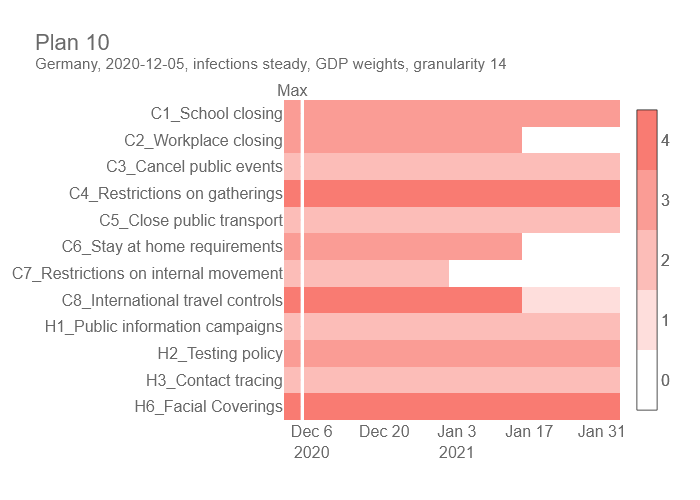 Plan 10
Germany, 2020-12-05, infections steady, GDP weights, granularity 14
Max
C1_School closing
C2_Workplace closing
C3_Cancel public events
C4_Restrictions on gatherings
C5_Close public transport
C6_Stay at home requirements
C7_Restrictions on internal movement
C8_International travel controls
H1_Public information campaigns
H2_Testing policy
H3_Contact tracing
H6_Facial Coverings
Dec 6 Dec 20 Jan 3 Jan 17 Jan 31
2020 2021
4
3
2
1
0